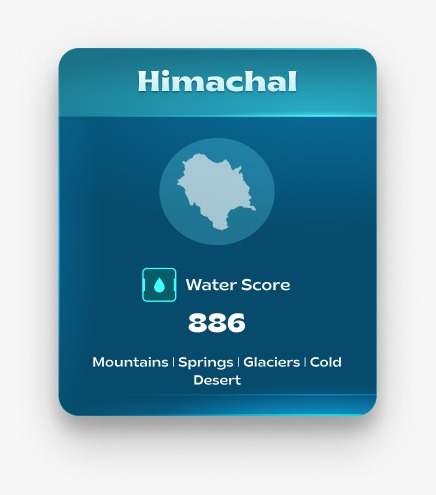 Himachal
Water Score
886
Mountains | Springs | Glaciers | Cold
Desert